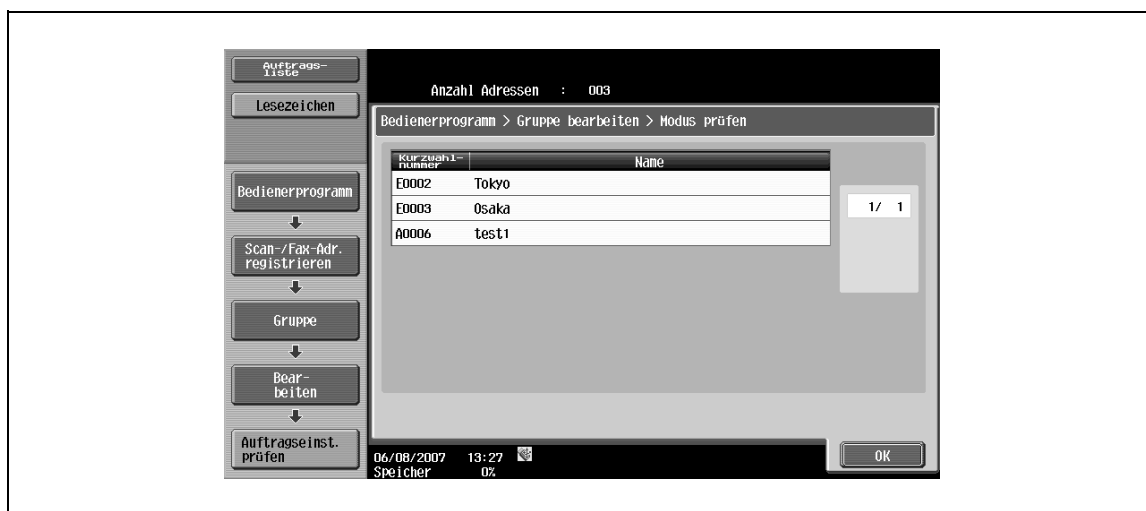 Auftrags-
liste
Lesezeichen
Bedienerprogramm
Scan-/Fax-Adr.
registrieren
Gruppe
Bear-
beiten
Auftragseinst.
prüfen
Anzahl Adressen : 003
Bedienerprogramm > Gruppe bearbeiten > Modus prüfen
Kurzwahl-
nummer
Name
E0002 Tokyo
E0003 Osaka
A0006 test1
1/ 1
06/08/2007 13:27
Speicher 0%
OK